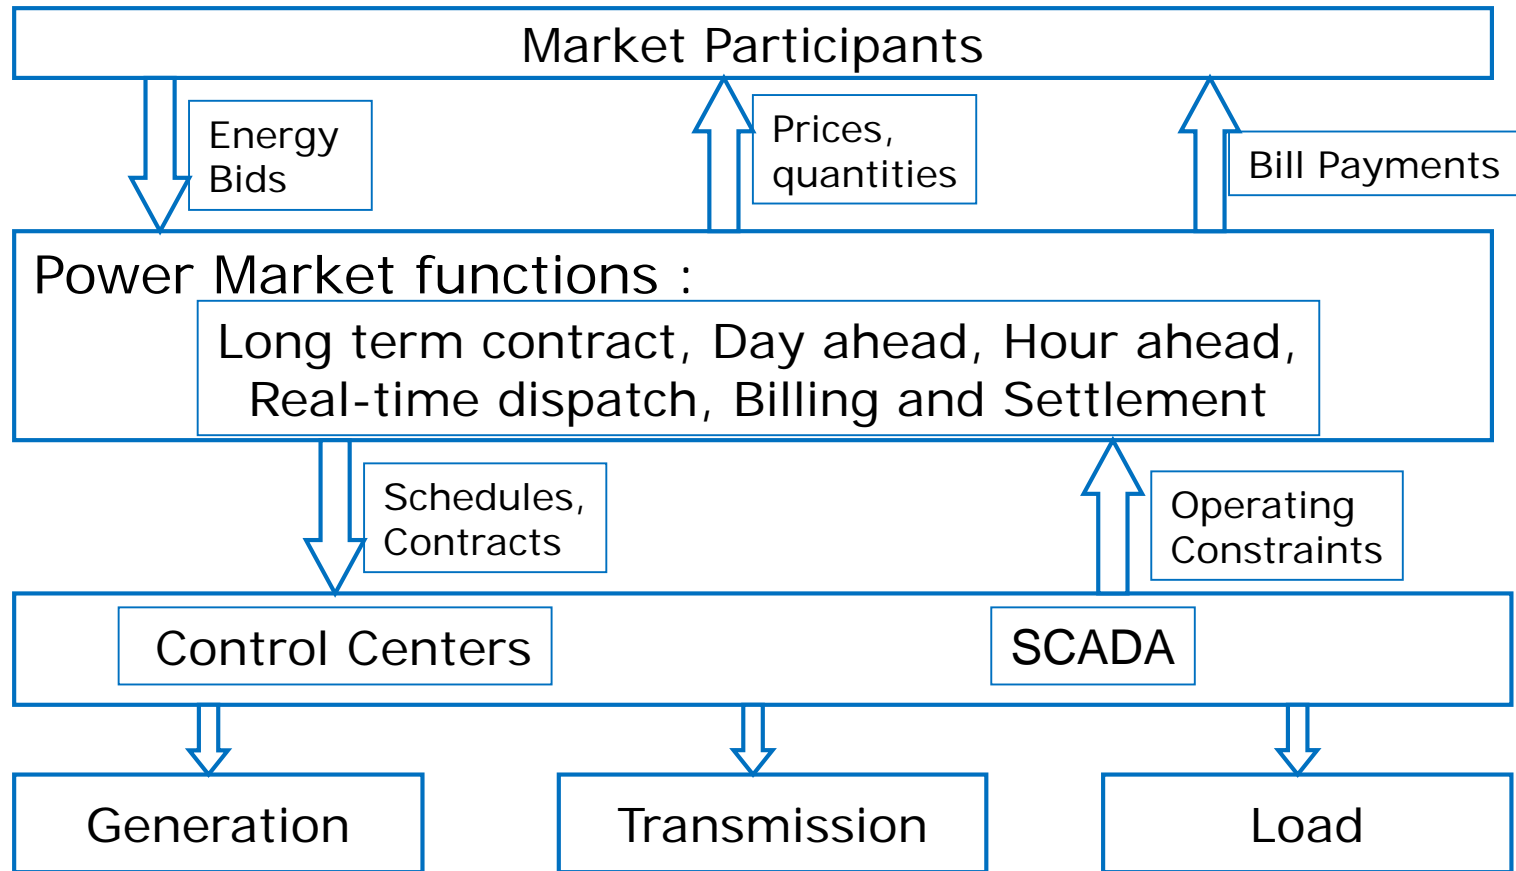 Market Participants
Energy
Bids
Prices,
quantities
Bill Payments
Power Market functions :
Long term contract, Day ahead, Hour ahead,
Real-time dispatch, Billing and Settlement
Schedules,
Contracts
Operating
Constraints
Control Centers
SCADA
Generation
Transmission
Load